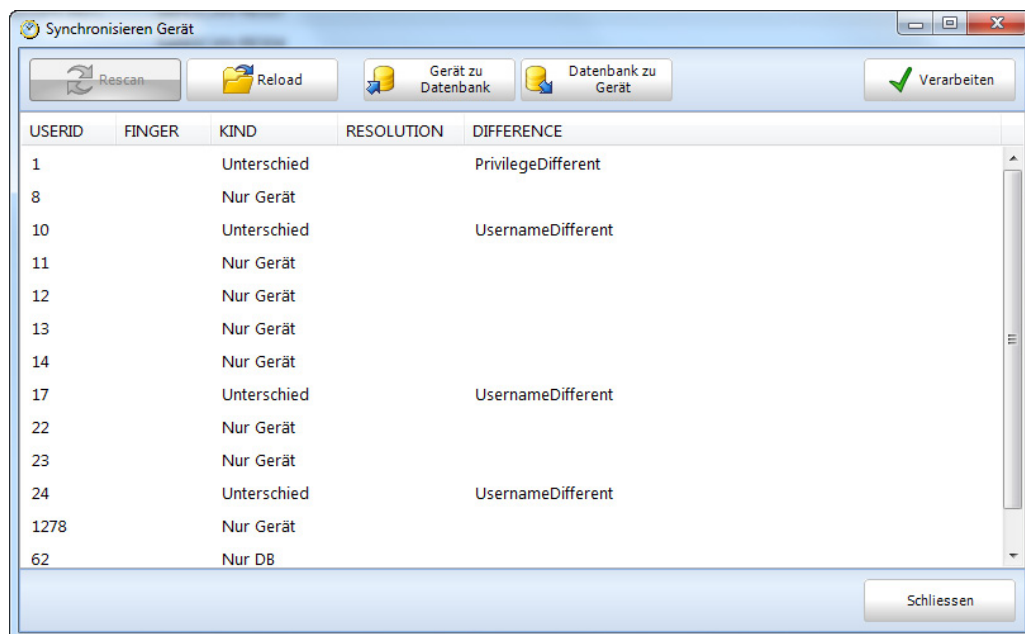 Synchronisieren Gerät
Rescan
Reload
Gerät zu
Datenbank
Datenbank zu
Gerät
Verarbeiten
USERID FINGER KIND RESOLUTION DIFFERENCE
1 Unterschied PrivilegeDifferent
8 Nur Gerät
10 Unterschied UsernameDifferent
11 Nur Gerät
12 Nur Gerät
13 Nur Gerät
14 Nur Gerät
17 Unterschied UsernameDifferent
22 Nur Gerät
23 Nur Gerät
24 Unterschied UsernameDifferent
1278 Nur Gerät
62 Nur DB
Schliessen